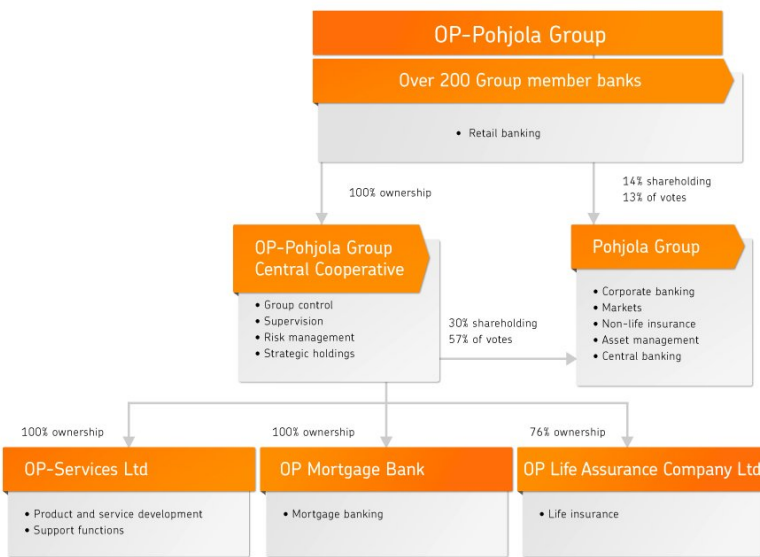 OP-Pohjola Group
Over 200 Group member banks
• Retail banking
100% ownership
14% shareholding
13% of votes
OP-Pohjola Group
Central Cooperative
• Group control
• Supervision
• Risk management
• Strategic holdings
30% shareholding
57% of votes
Pohjola Group
• Corporate banking
• Markets
• Non-life insurance
• Asset management
• Central banking
100% ownership
OP-Services Ltd
• Product and service development
• Support functions
100% ownership
OP Mortgage Bank
• Mortgage banking
76% ownership
OP Life Assurance Company Ltd
• Life insurance